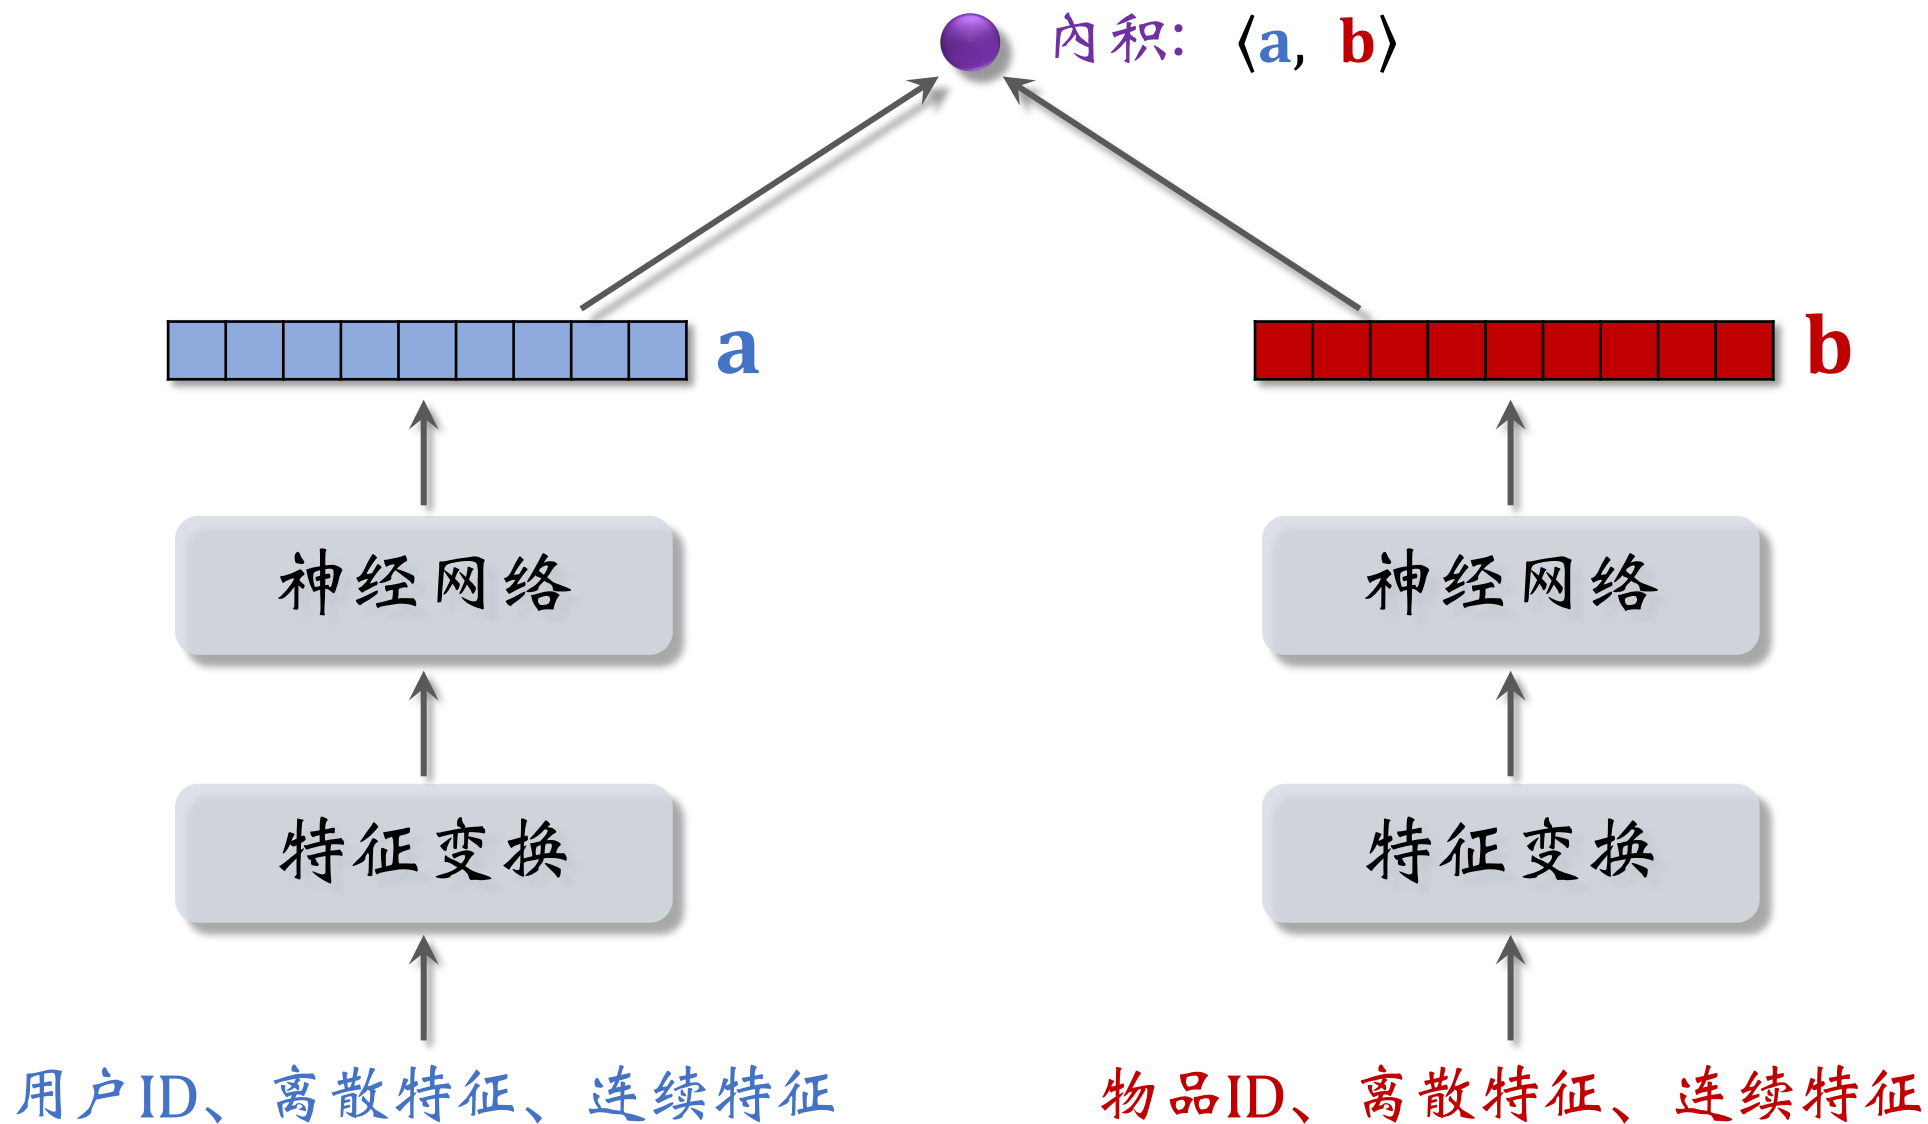 内积: ⟨a, b⟩
a
b
神经网络
神经网络
特征变换
特征变换
用户ID、离散特征、连续特征
物品ID、离散特征、连续特征